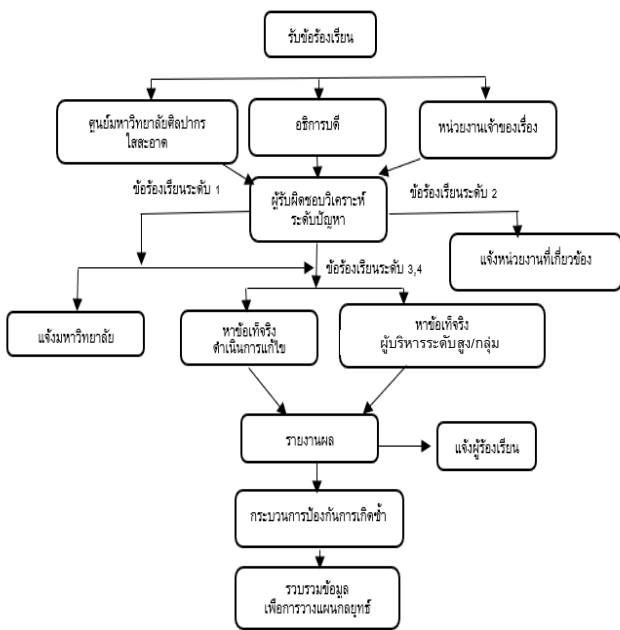 รับข้อร้องเรียน
ศูนย์มหาวิทยาลัยศิลปากร
ใสสะอาด
อธิการบดี
หน่วยงานเจ้าของเรื่อง
ข้อร้องเรียนระดับ 1
ผู้รับผิดชอบวิเคราะห์
ระดับปัญหา
ข้อร้องเรียนระดับ 2
แจ้งหน่วยงานที่เกี่ยวข้อง
ข้อร้องเรียนระดับ 3,4
แจ้งมหาวิทยาลัย
หาข้อเท็จจริง
ดำเนินการแก้ไข
หาข้อเท็จจริง
ผู้บริหารระดับสูง/กลุ่ม
รายงานผล
แจ้งผู้ร้องเรียน
กระบวนการป้องกันการเกิดซ้ำ
รวบรวมข้อมูล
เพื่อการวางแผนกลยุทธ์